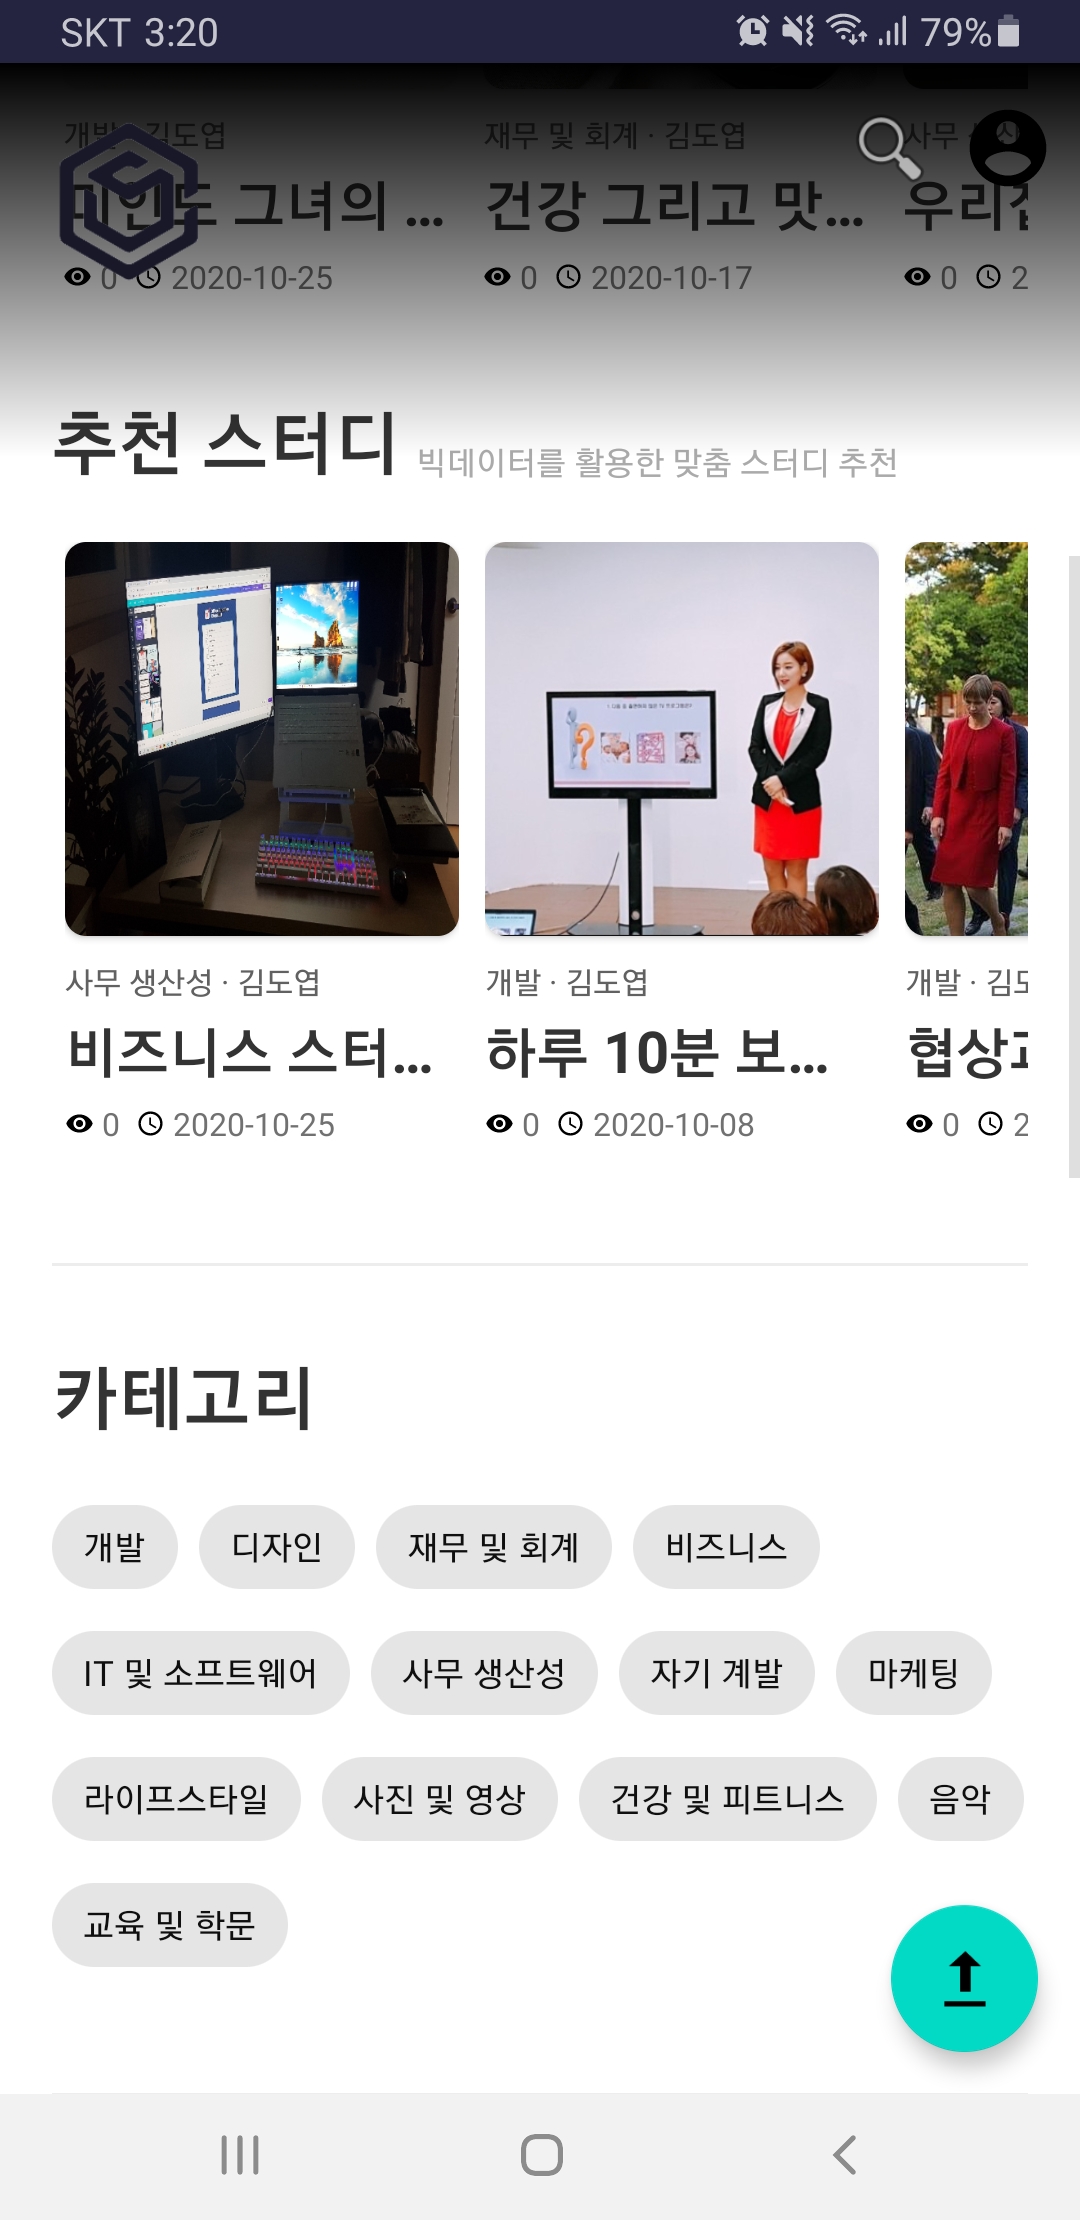 SKT 3:20 79%
개발 · 김도엽 재무 및 회계 · 김도엽 사무
미인도 그녀의 ... 건강 그리고 맛... 우리집
0 2020-10-25 0 2020-10-17 0 2
추천 스터디 빅데이터를 활용한 맞춤 스터디 추천
사무 생산성 · 김도엽 개발 · 김도엽 개발 · 김도
비즈니스 스터... 하루 10분 보... 협상과
0 2020-10-25 0 2020-10-08 0 2
카테고리
개발 디자인 재무 및 회계 비즈니스
IT 및 소프트웨어 사무 생산성 자기 계발 마케팅
라이프스타일 사진 및 영상 건강 및 피트니스 음악
교육 및 학문